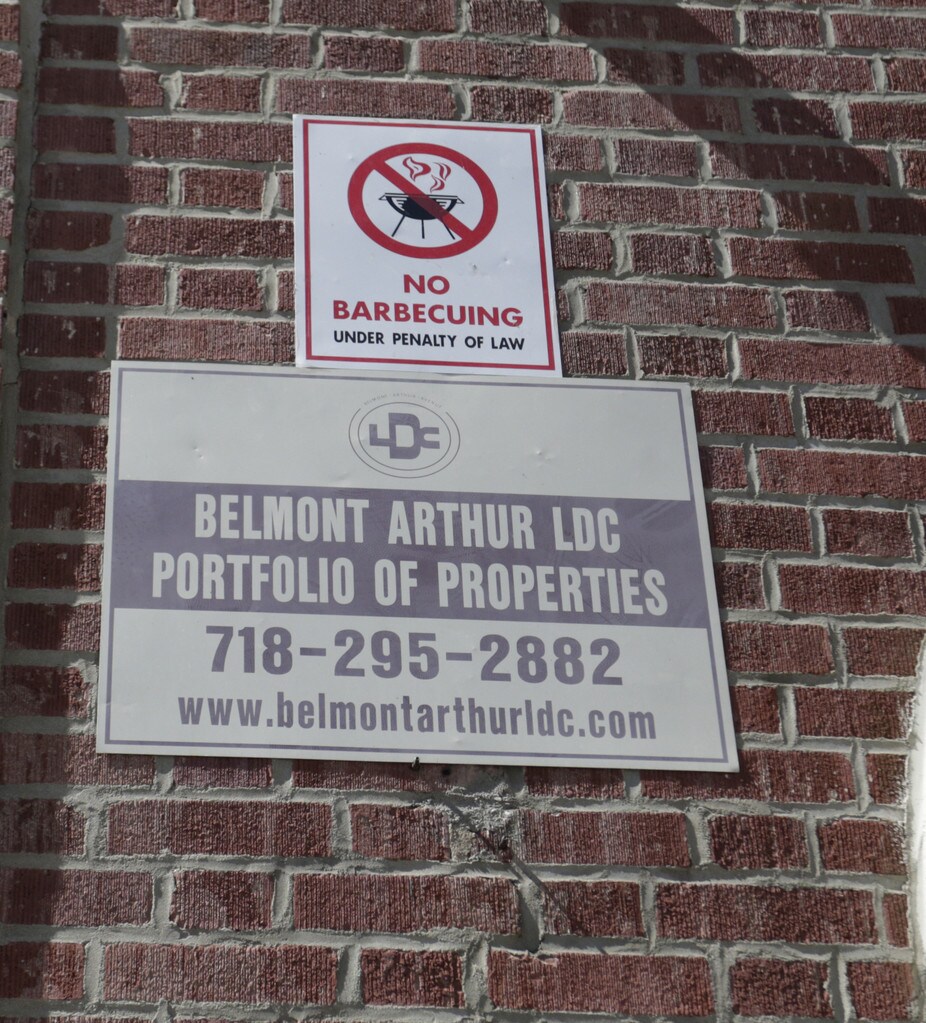 NO
BARBECUING
UNDER PENALTY OF LAW
LDC
BELMONT ARTHUR LDC
PORTFOLIO OF PROPERTIES
718-295-2882
www.belmontarthurldc.com